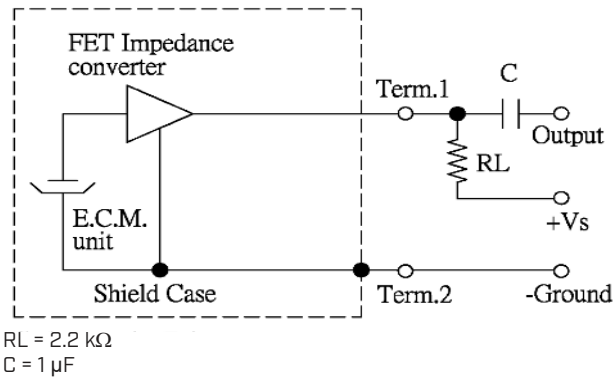 FET Impedance
converter
Term.1
C
Output
RL
+Vs
E.C.M.
unit
Shield Case
Term.2
-Ground
RL = 2.2 kΩ
C = 1 µF